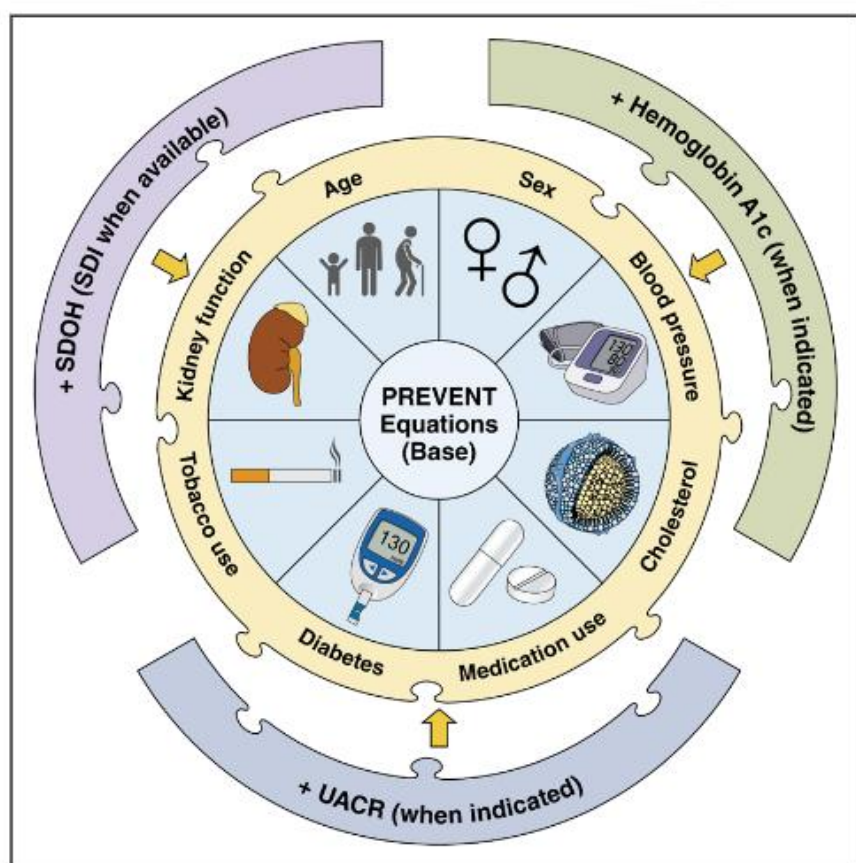 + SDOH (SDI when available)
+ Hemoglobin A1c (when indicated)
Age
Sex
Kidney function
Blood pressure
130
80
PREVENT
Equations
(Base)
Tobacco use
Cholesterol
130
Diabetes
Medication use
+ UACR (when indicated)